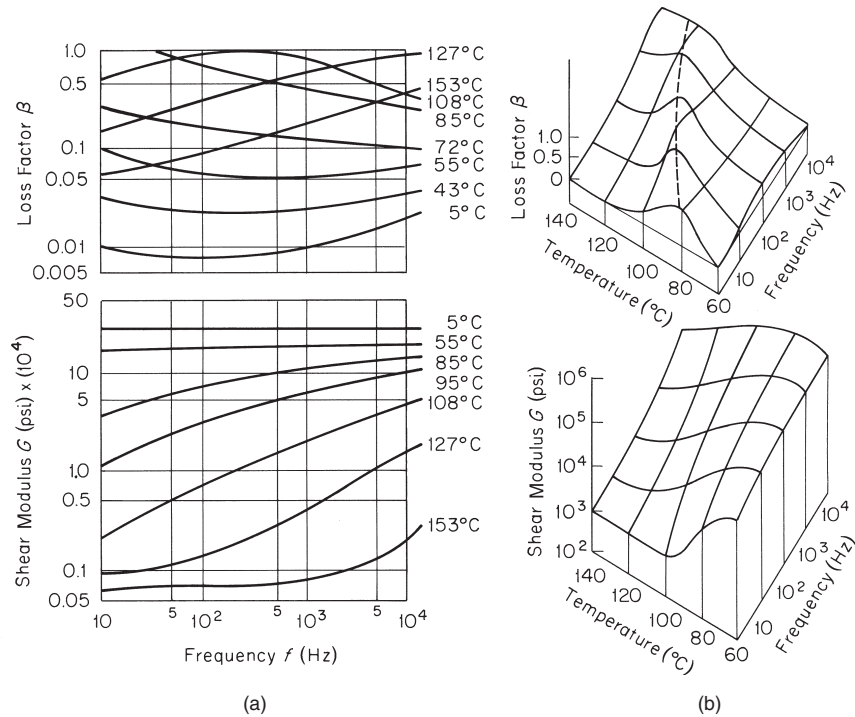 1.0
0.5
0.1
0.05
0.01
0.005
Loss Factor β
127°C
153°C
108°C
85°C
72°C
55°C
43°C
5°C
50
10
5
1.0
0.5
0.1
0.05
Shear Modulus G (psi) x (10⁴)
5°C
55°C
85°C
95°C
108°C
127°C
153°C
10 5 10² 5 10³ 5 10⁴
Frequency f (Hz)
(a)
Loss Factor β
1.0
0.5
0
140 120 100 80 60
Temperature (°C)
10 10² 10³ 10⁴
Frequency (Hz)
Shear Modulus G (psi)
10⁶
10⁵
10⁴
10³
10²
140 120 100 80 60
Temperature (°C)
10 10² 10³ 10⁴
Frequency (Hz)
(b)